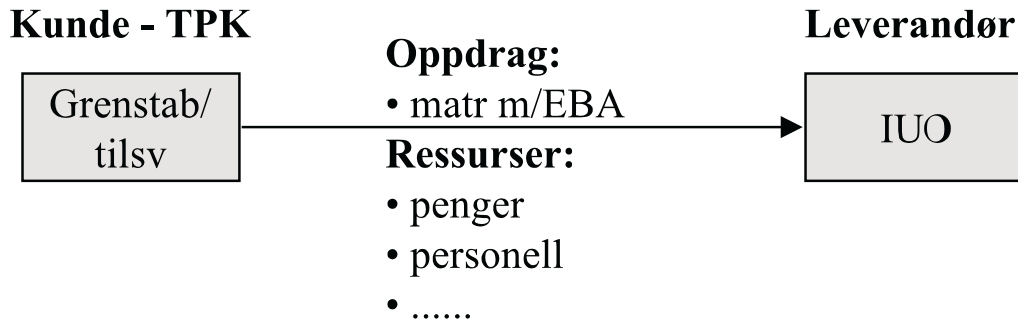 Kunde - TPK
Grenstab/
tilsv
Oppdrag:
• matr m/EBA
Ressurser:
• penger
• personell
• ......
Leverandør
IUO